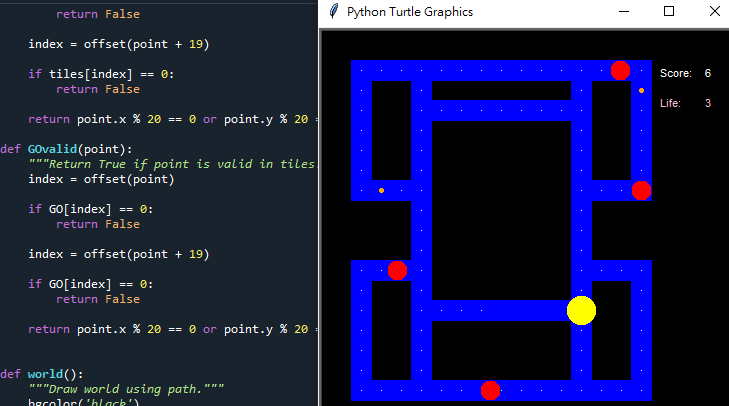 return False
index = offset(point + 19)
if tiles[index] == 0:
return False
return point.x % 20 == 0 or point.y % 20 =
def GOvalid(point):
"""Return True if point is valid in tiles.
index = offset(point)
if GO[index] == 0:
return False
index = offset(point + 19)
if GO[index] == 0:
return False
return point.x % 20 == 0 or point.y % 20 =
def world():
"""Draw world using path."""
bgcolor('black')
Python Turtle Graphics
Score: 6
Life: 3